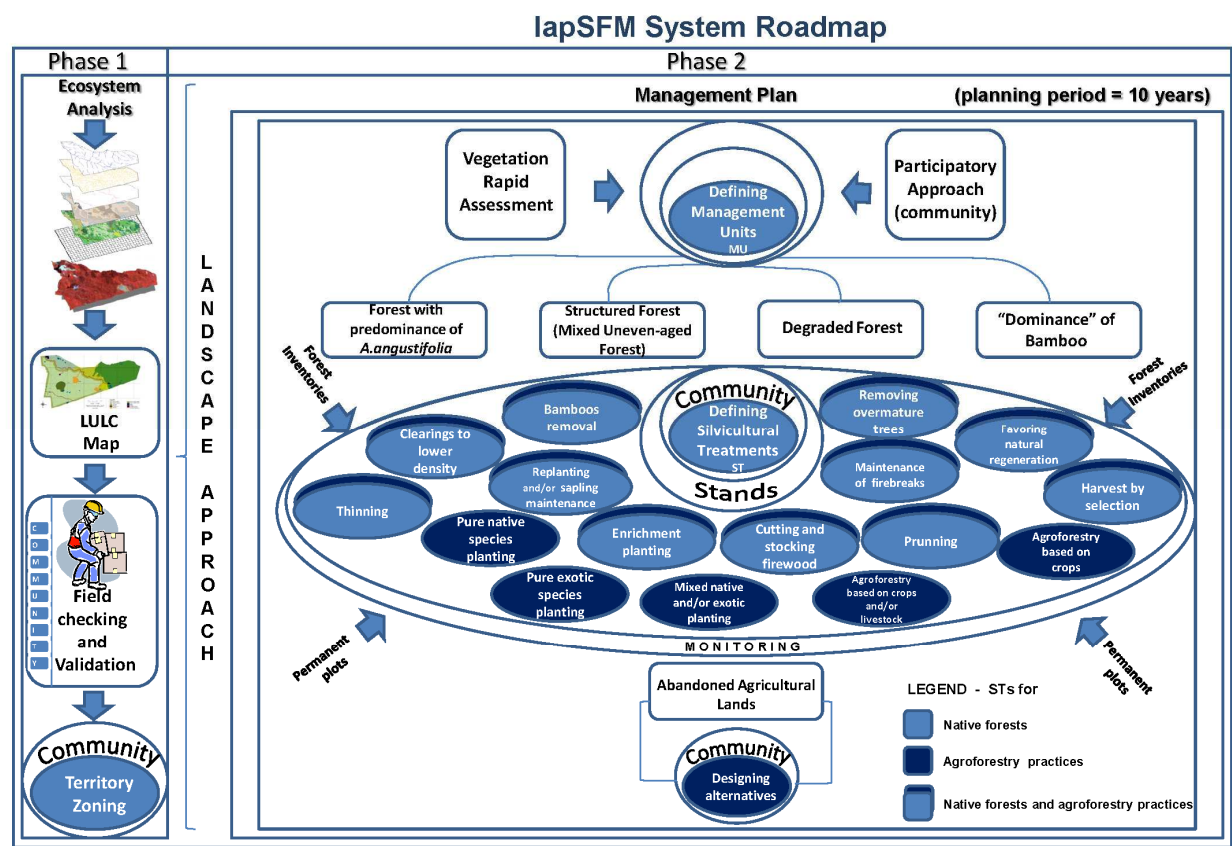 IapSFM System Roadmap
Phase 1
Phase 2
Ecosystem
Analysis
LULC
Map
C
O
M
M
U
N
I
T
Y
Field
checking
and
Validation
Community
Territory
Zoning
LANDSCAPE APPROACH
Management Plan
(planning period = 10 years)
Vegetation
Rapid
Assessment
Defining
Management
Units
MU
Participatory
Approach
(community)
Forest with
predominance of
A.angustifolia
Structured Forest
(Mixed Uneven-aged
Forest)
Degraded Forest
“Dominance” of
Bamboo
Forest
Inventories
Forest
Inventories
Community
Defining
Silvicultural
Treatments
ST
Stands
Bamboos
removal
Removing
overmature
trees
Clearings to
lower
density
Favoring
natural
regeneration
Replanting
and/or sapling
maintenance
Maintenance
of firebreaks
Thinning
Harvest by
selection
Pure native
species
planting
Enrichment
planting
Cutting and
stocking
firewood
Prunning
Agroforestry
based on
crops
Pure exotic
species
planting
Mixed native
and/or exotic
planting
Agroforestry
based on crops
and/or
livestock
MONITORING
Permanent
plots
Permanent
plots
Abandoned Agricultural
Lands
Community
Designing
alternatives
LEGEND - STs for
Native forests
Agroforestry practices
Native forests and agroforestry practices